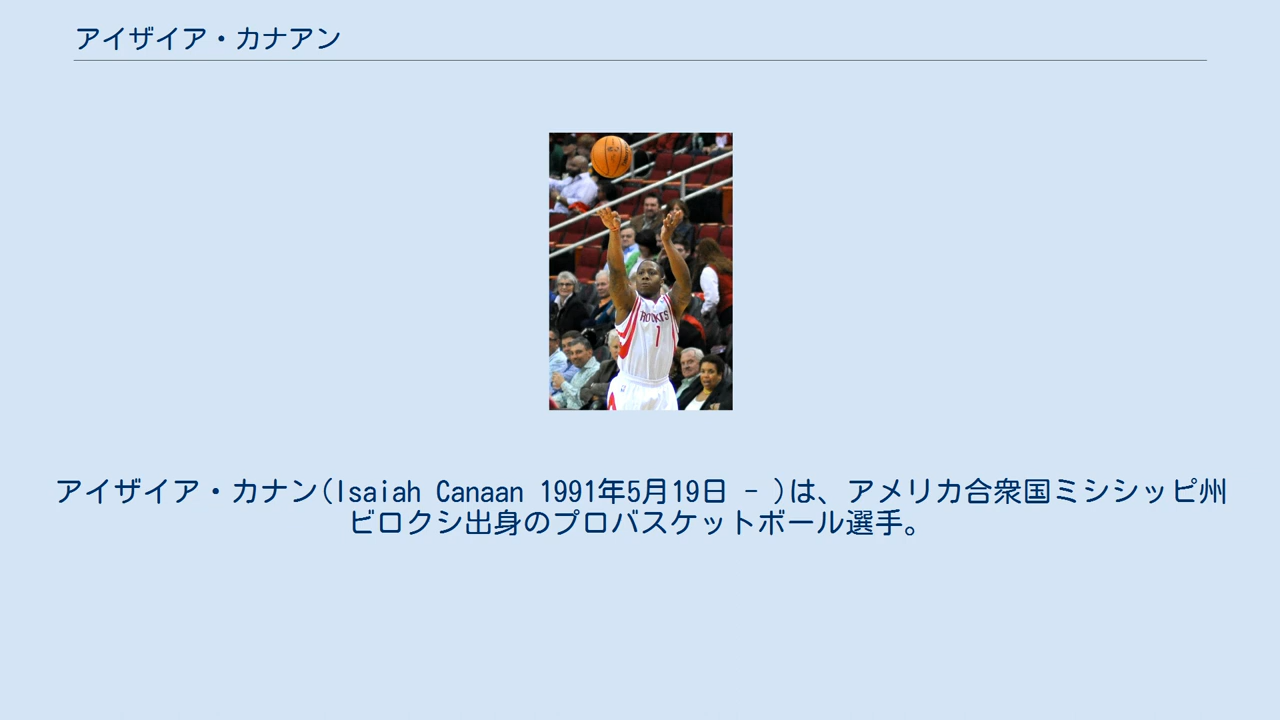 アイザイア・カナアン
ROCKETS
1
アイザイア・カナン(Isaiah Canaan 1991年5月19日 - )は、アメリカ合衆国ミシシッピ州
ビロクシ出身のプロバスケットボール選手。